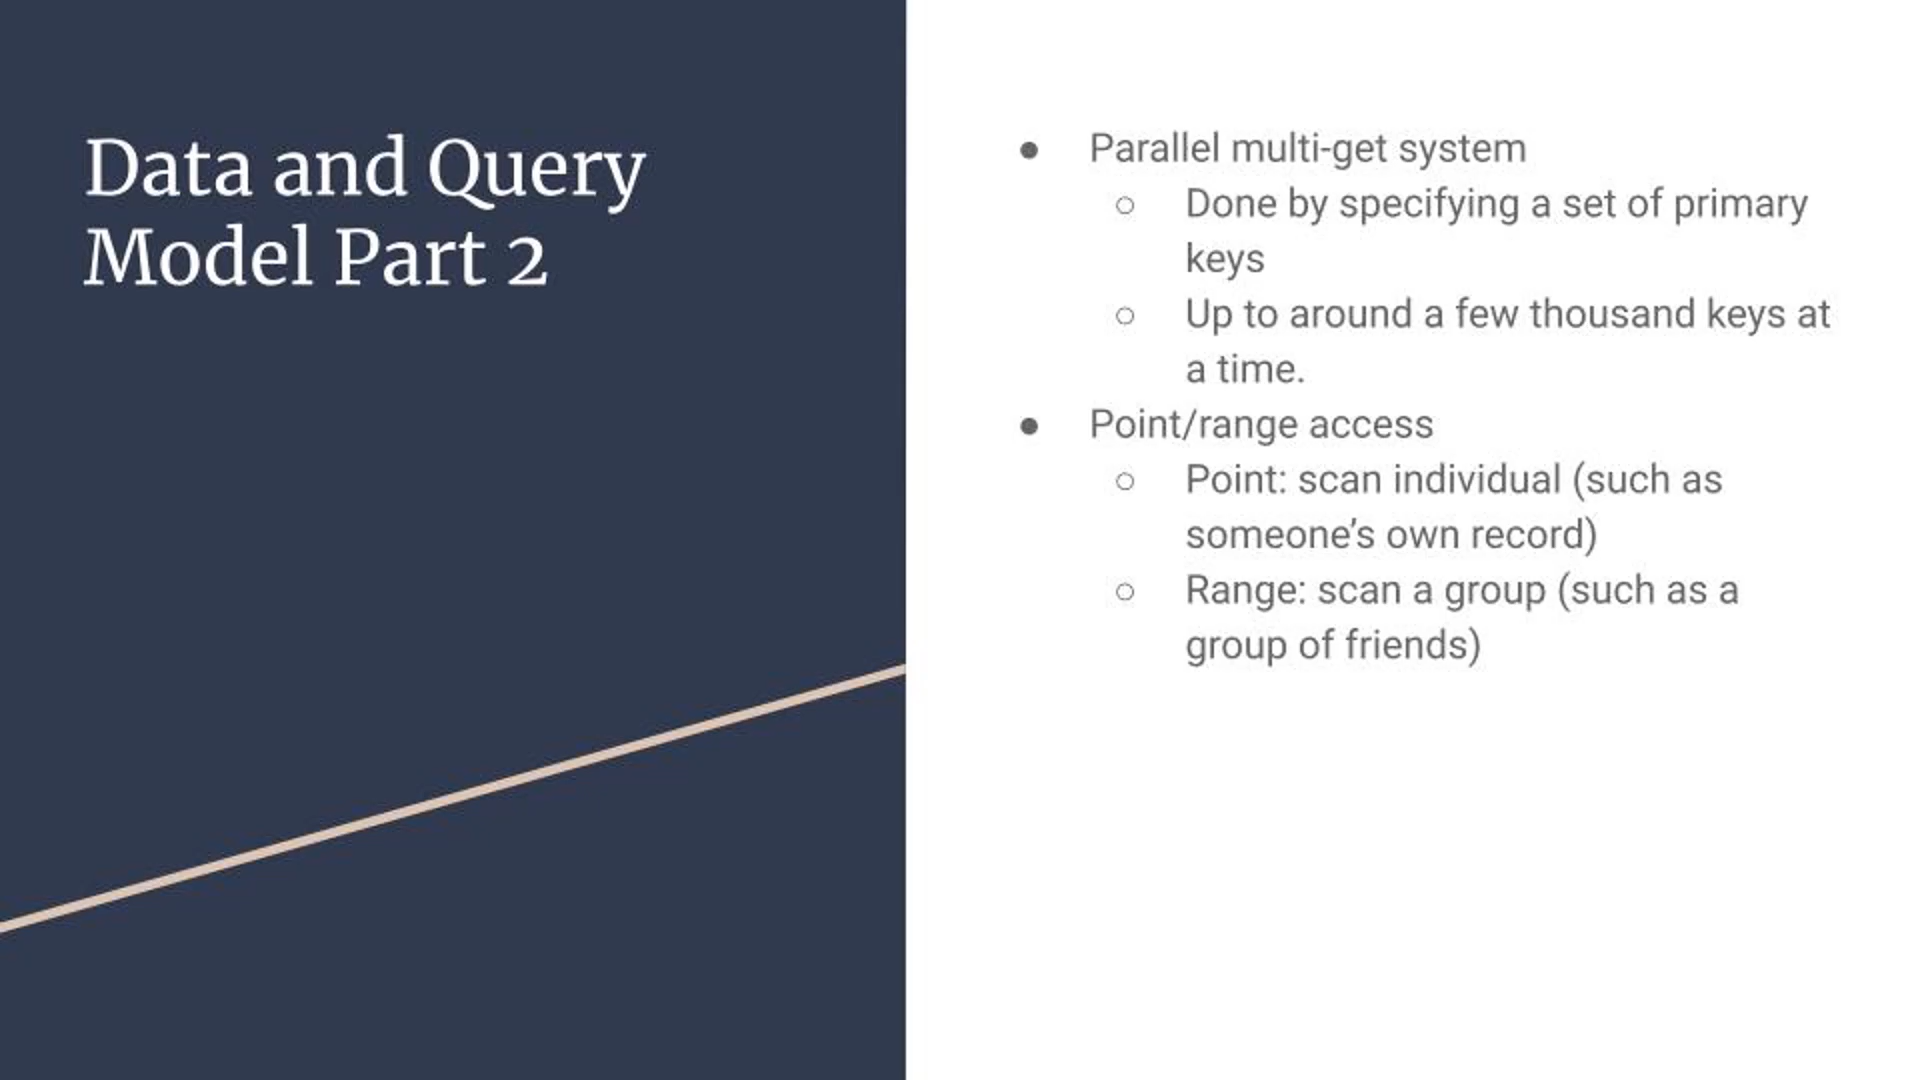 Data and Query
Model Part 2
● Parallel multi-get system
○ Done by specifying a set of primary
keys
○ Up to around a few thousand keys at
a time.
● Point/range access
○ Point: scan individual (such as
someone’s own record)
○ Range: scan a group (such as a
group of friends)